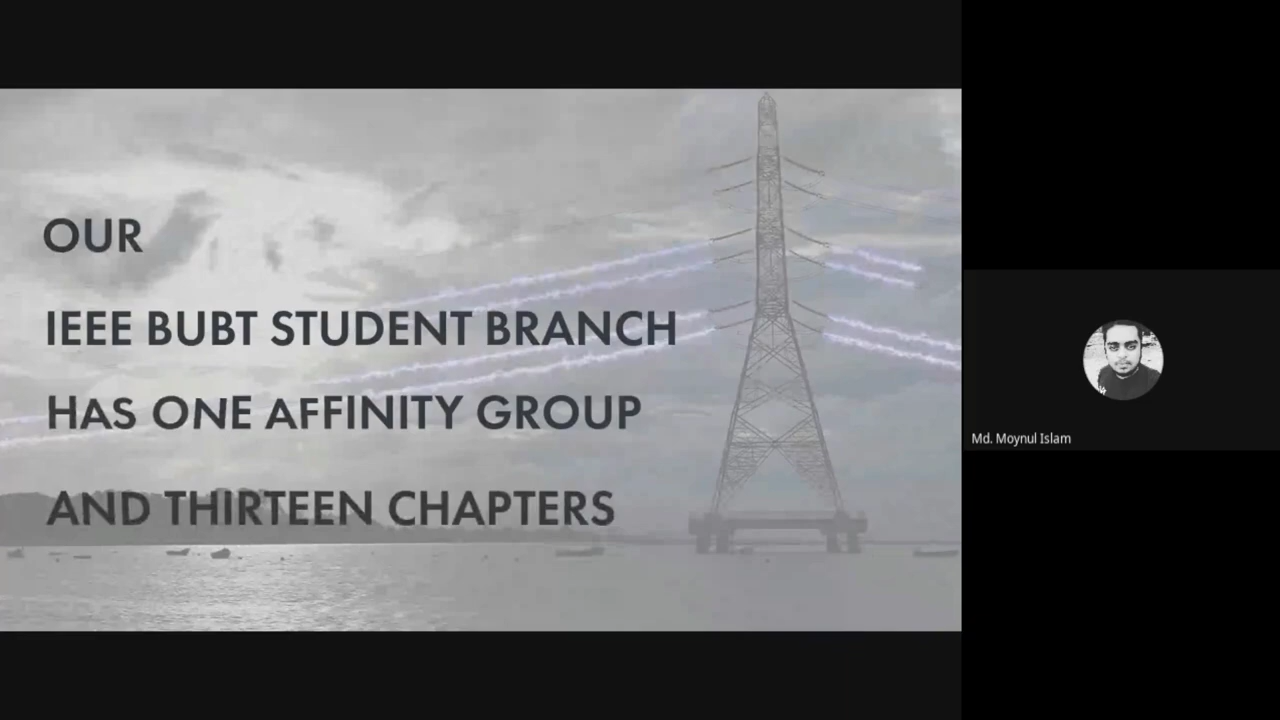 OUR
IEEE BUBT STUDENT BRANCH
HAS ONE AFFINITY GROUP
AND THIRTEEN CHAPTERS
Md. Moynul Islam